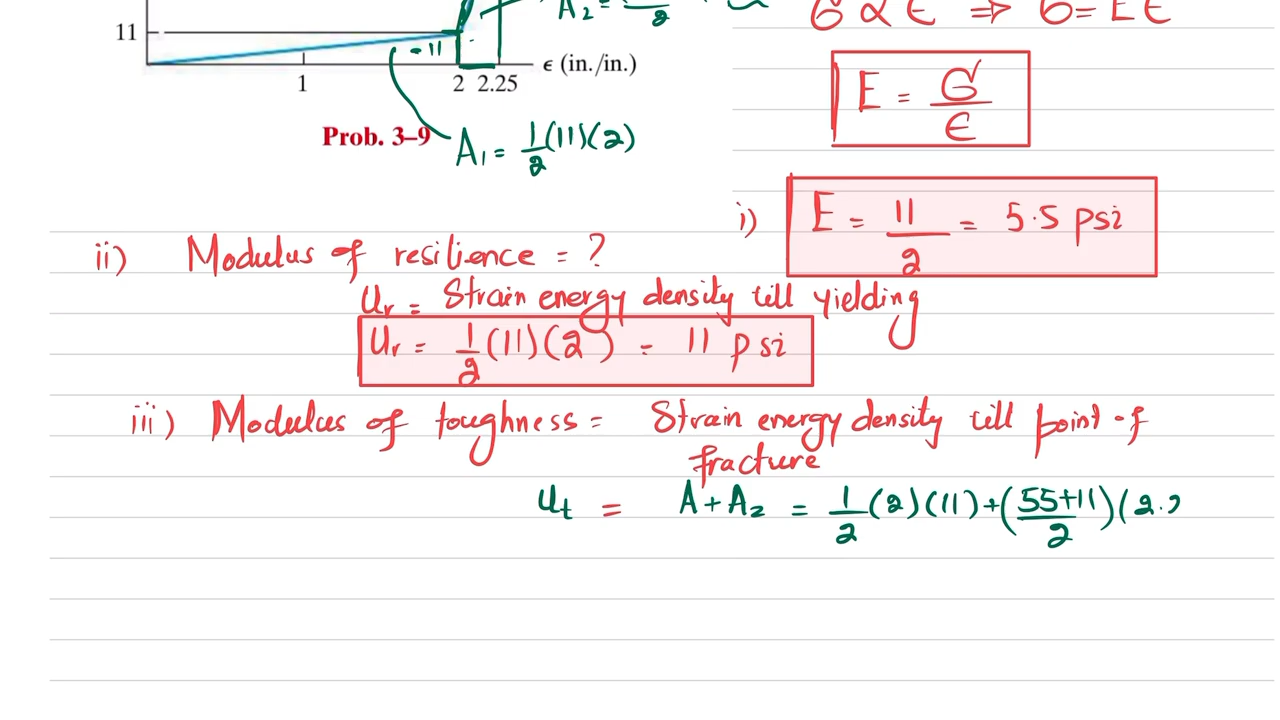 A₂ =
2
σ α ϵ ⇒ σ = E ϵ
11
11
ϵ (in./in.)
1
2 2.25
E = σ/ϵ
Prob. 3–9
A₁ = 1/2 (11)(2)
i) E = 11/2 = 5.5 psi
ii) Modulus of resilience = ?
Ur = Strain energy density till yielding
Ur = 1/2 (11)(2) = 11 psi
iii) Modulus of toughness = Strain energy density till point of
fracture
Ut = A + A₂ = 1/2 (2)(11) + (55+11/2)(2.2